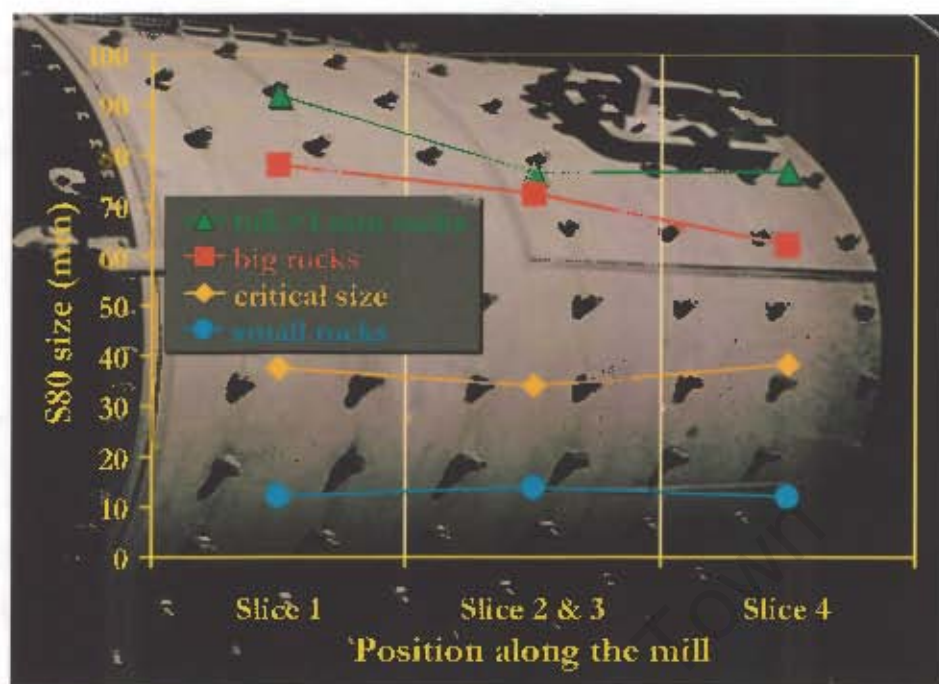 100
90
80
70
60
50
40
30
20
10
0
S80 size (mm)
big rocks
critical size
small rocks
Slice 1
Slice 2 & 3
Slice 4
Position along the mill
Town